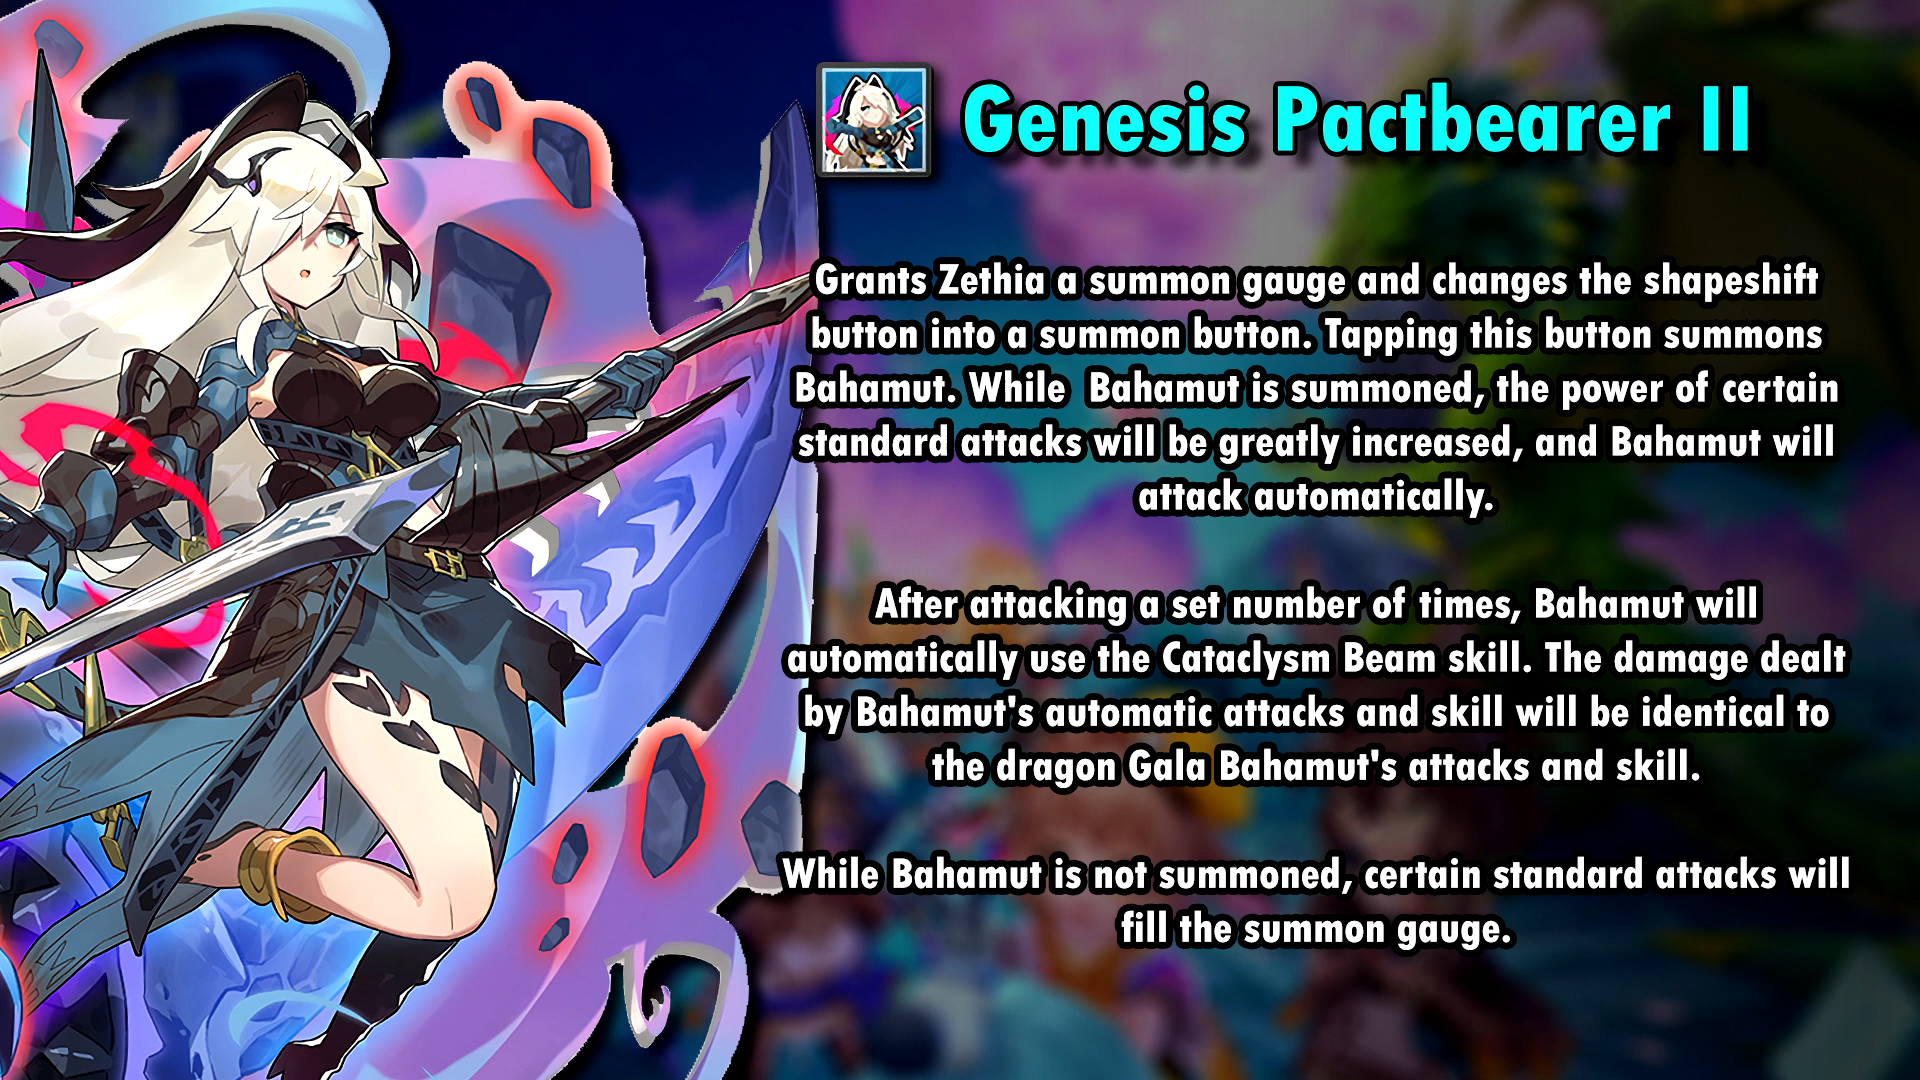 Genesis Pactbearer II
Grants Zethia a summon gauge and changes the shapeshift
button into a summon button. Tapping this button summons
Bahamut. While  Bahamut is summoned, the power of certain
standard attacks will be greatly increased, and Bahamut will
attack automatically.
After attacking a set number of times, Bahamut will
automatically use the Cataclysm Beam skill. The damage dealt
by Bahamut's automatic attacks and skill will be identical to
the dragon Gala Bahamut's attacks and skill.
While Bahamut is not summoned, certain standard attacks will
fill the summon gauge.